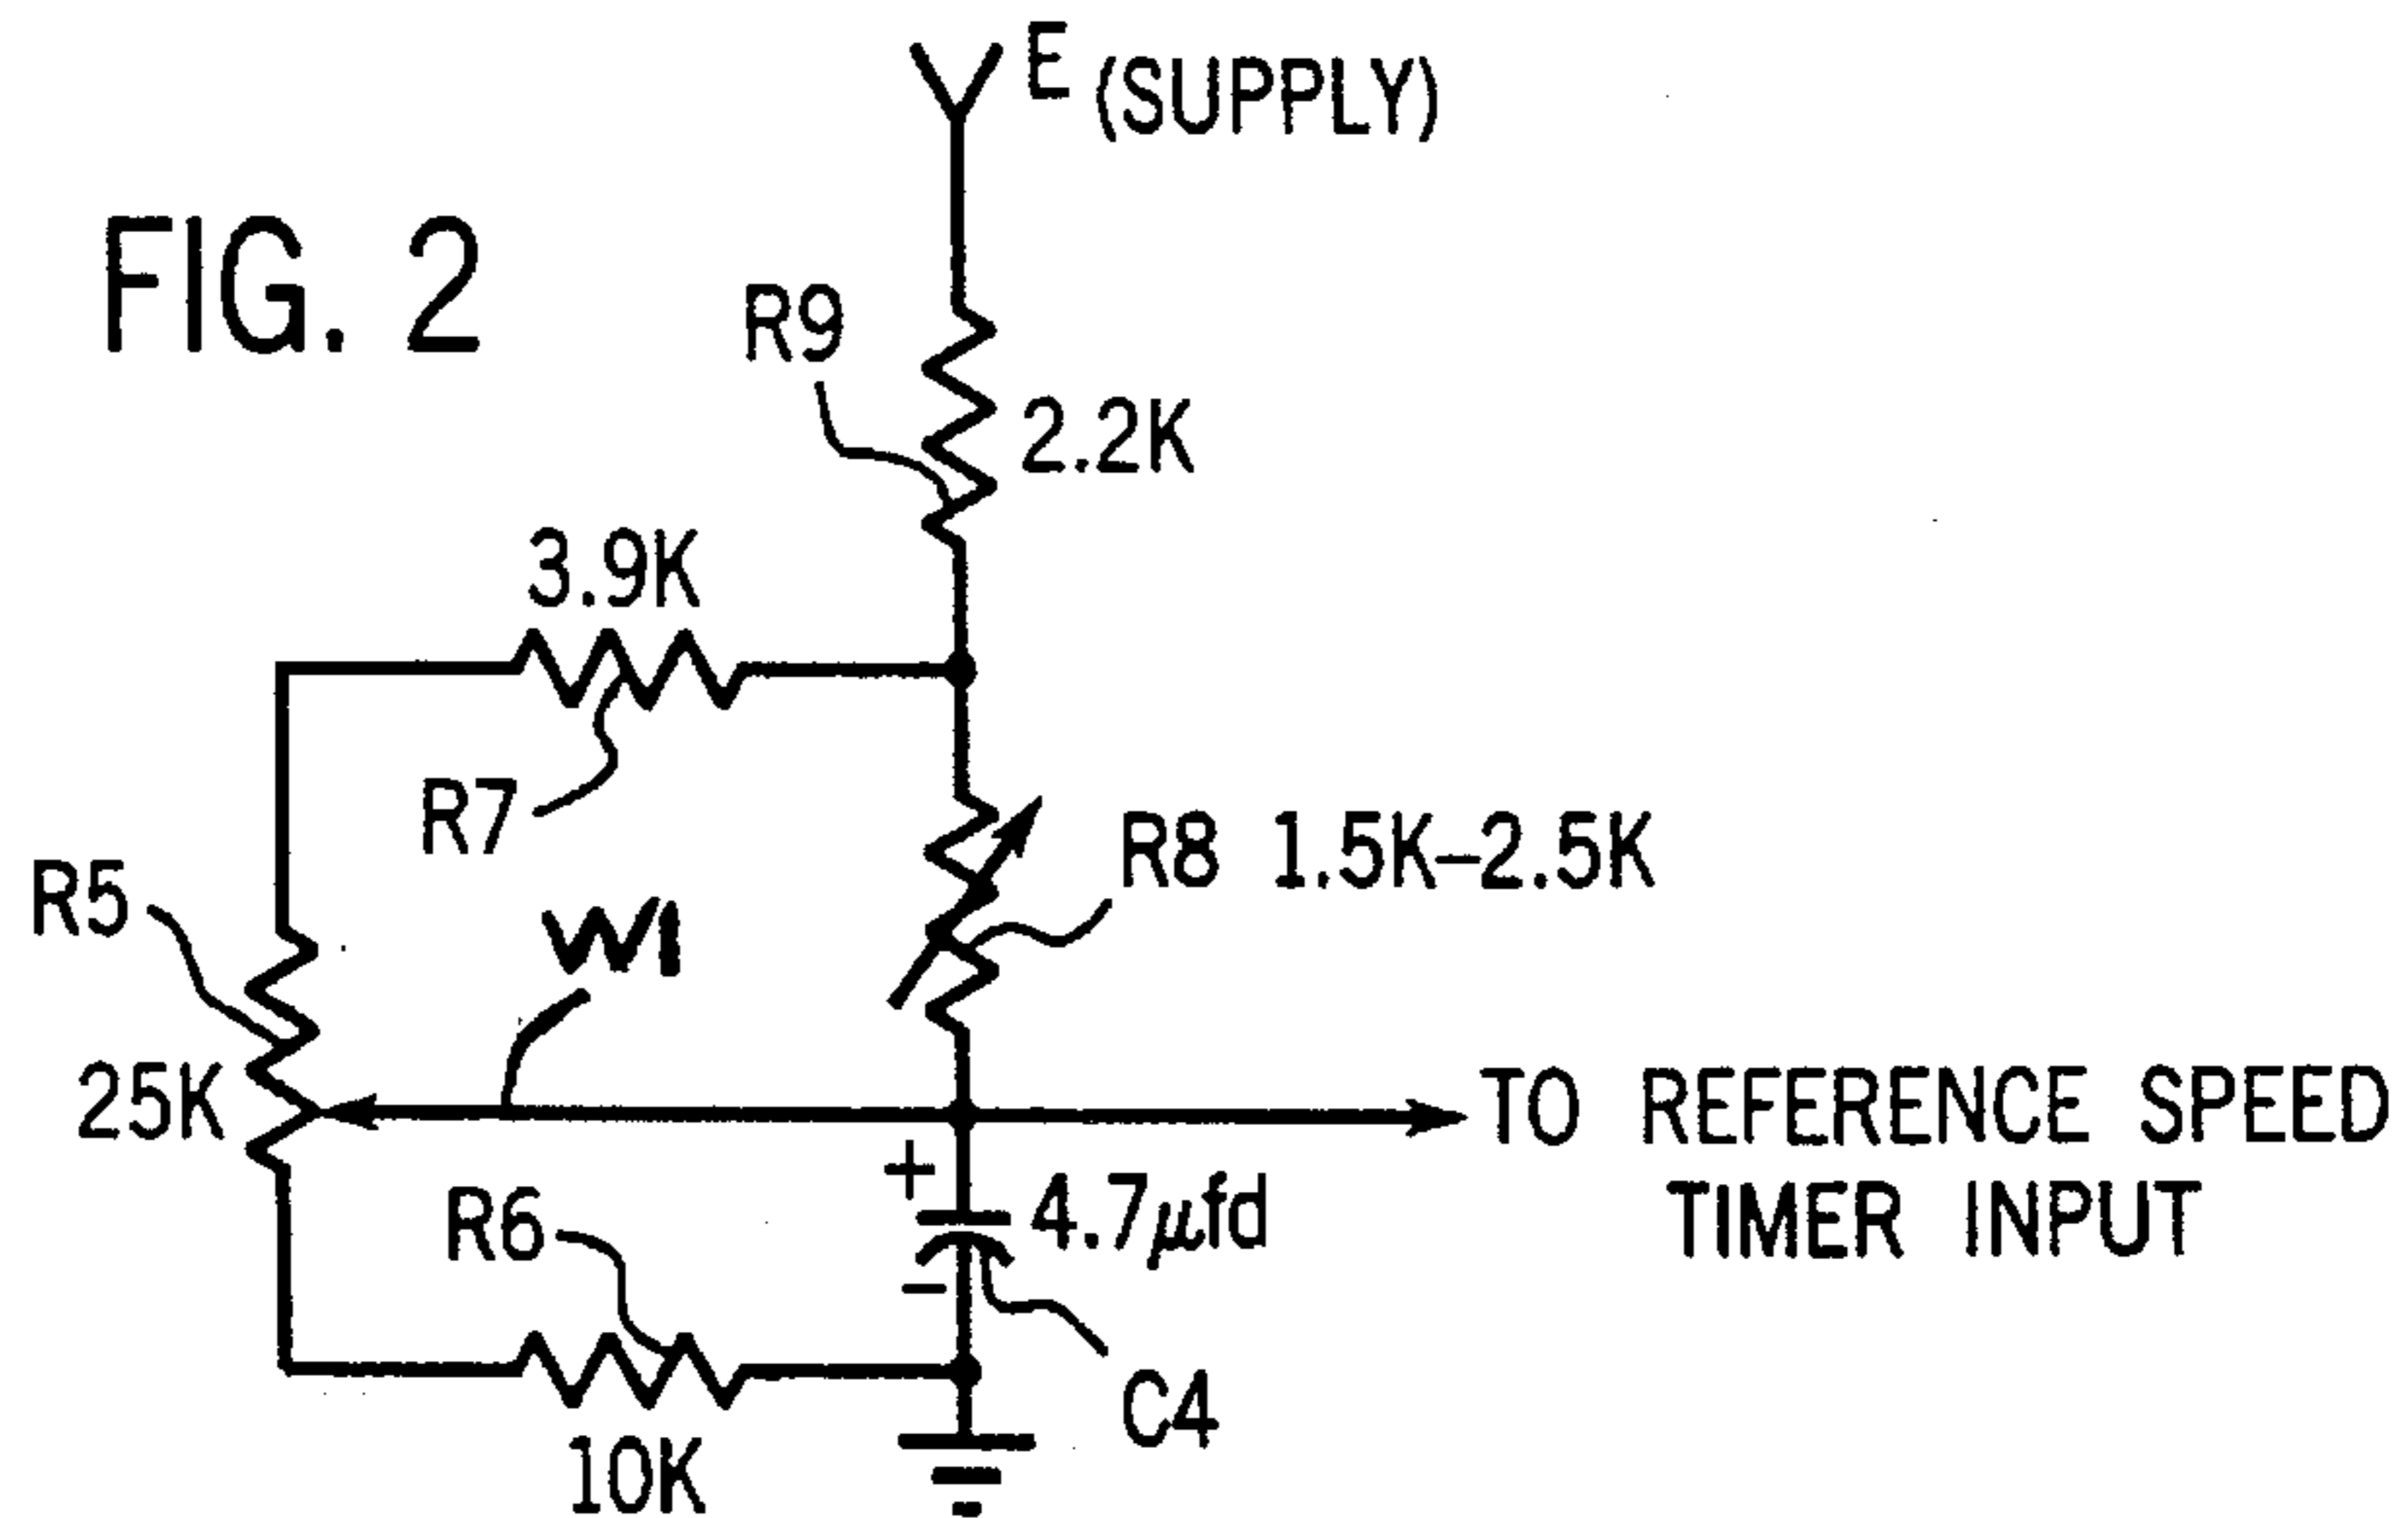 E (SUPPLY)
FIG. 2
R9
2.2K
3.9K
R7
R8 1.5K-2.5K
R5
W1
25K
TO REFERENCE SPEED
TIMER INPUT
+
4.7µfd
R6
-
C4
10K